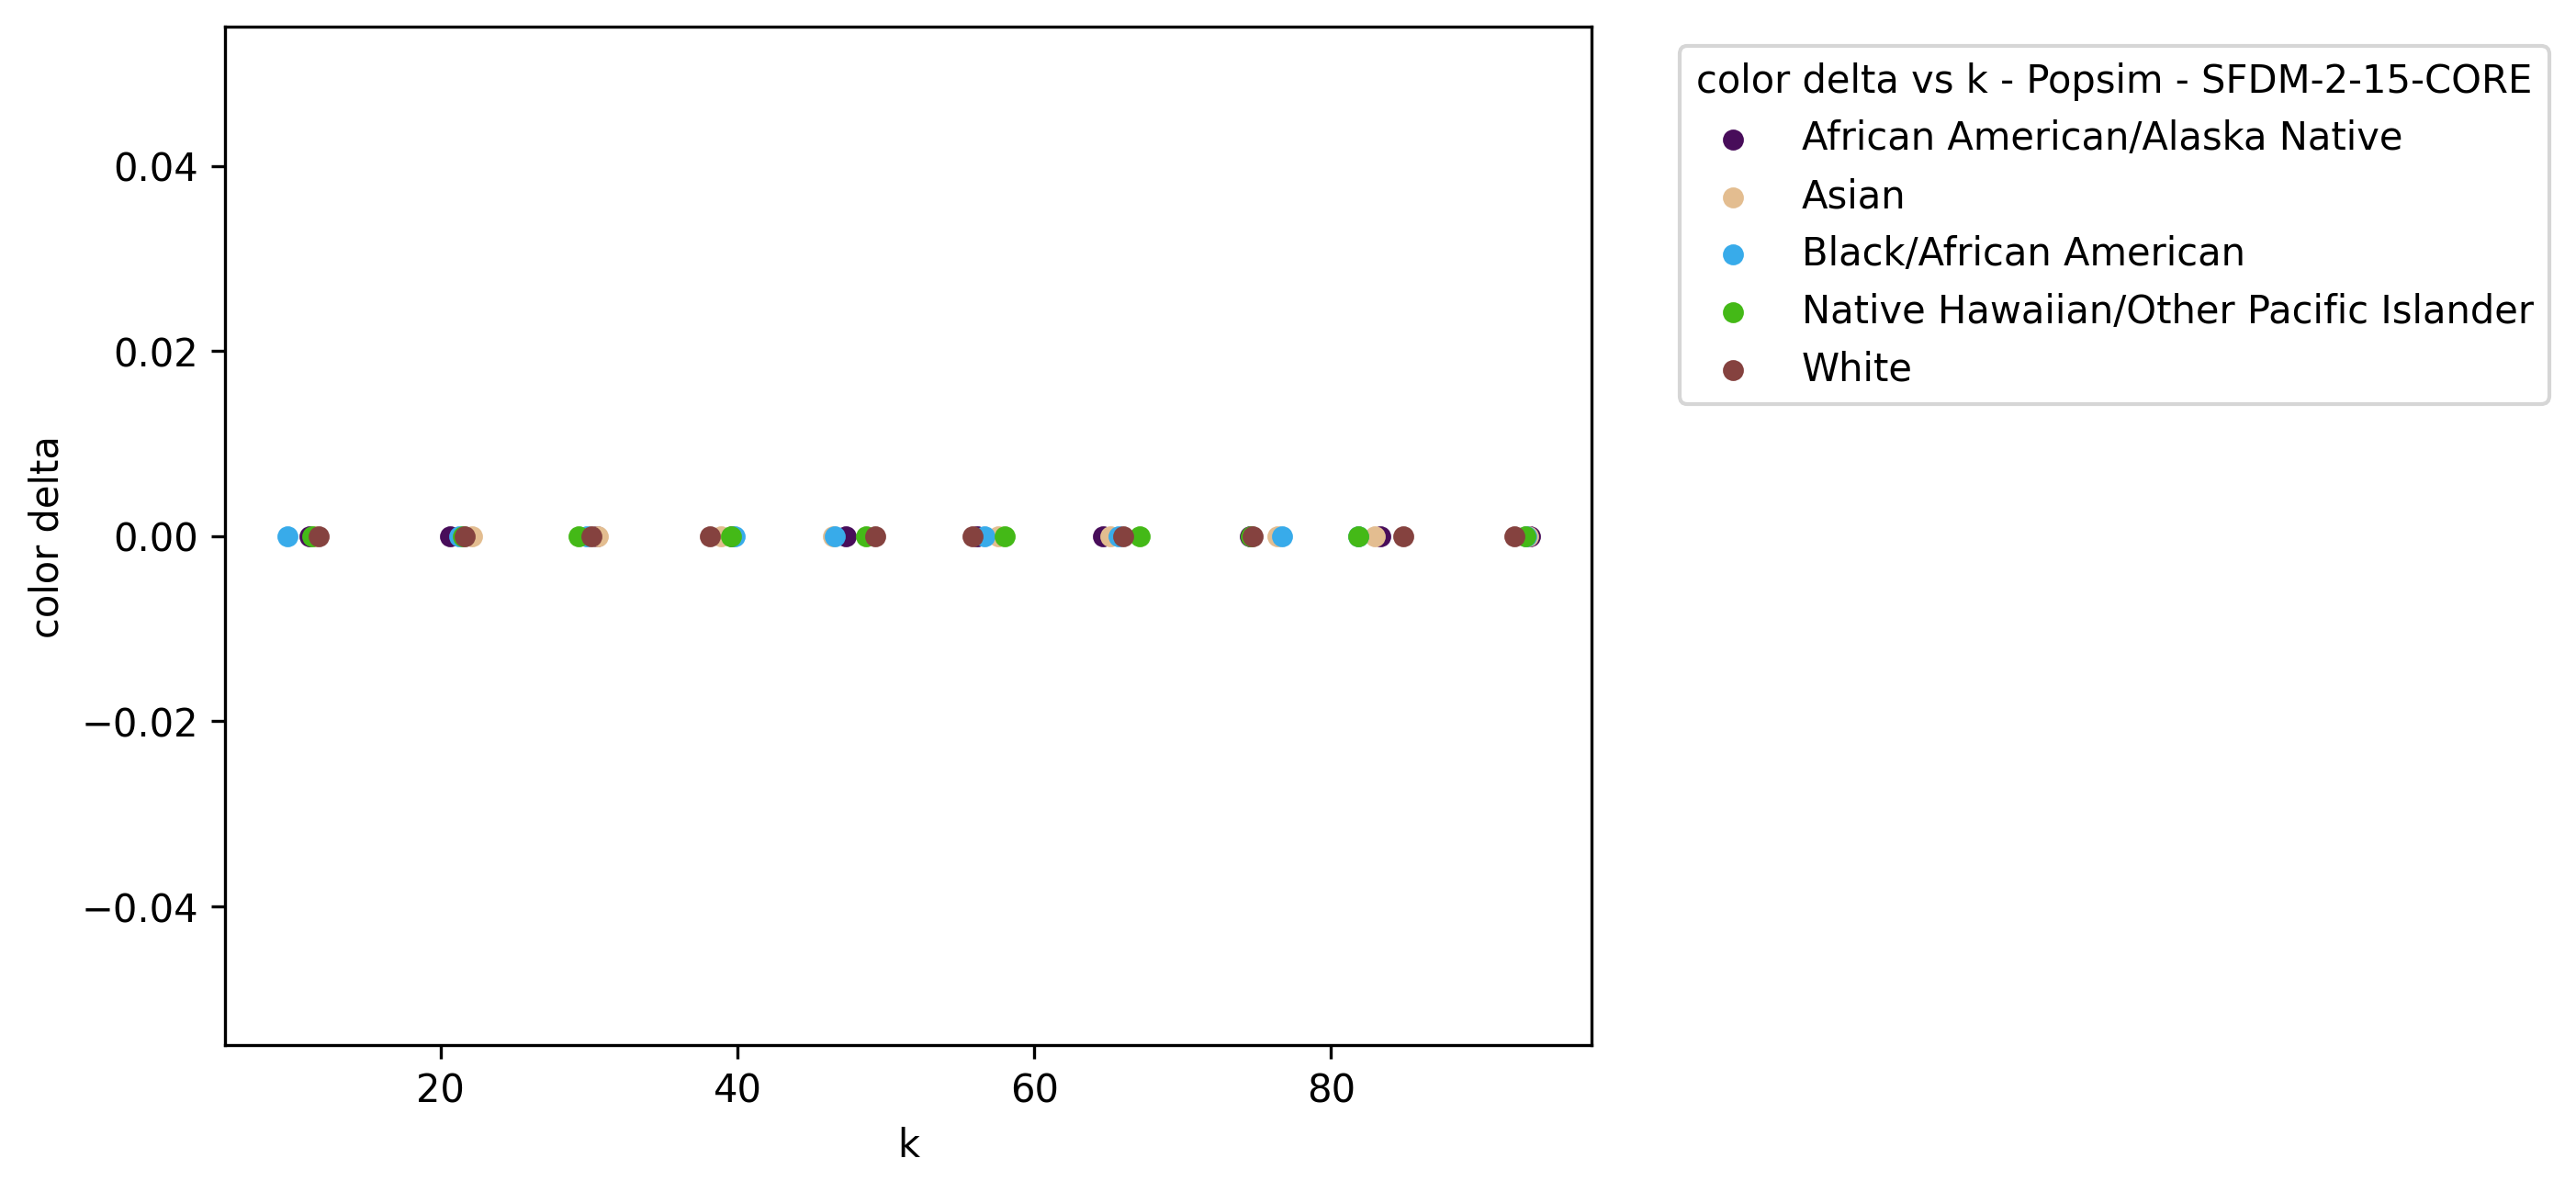 color delta vs k - Popsim - SFDM-2-15-CORE
African American/Alaska Native
Asian
Black/African American
Native Hawaiian/Other Pacific Islander
White
0.04
0.02
0.00
−0.02
−0.04
color delta
20 40 60 80
k